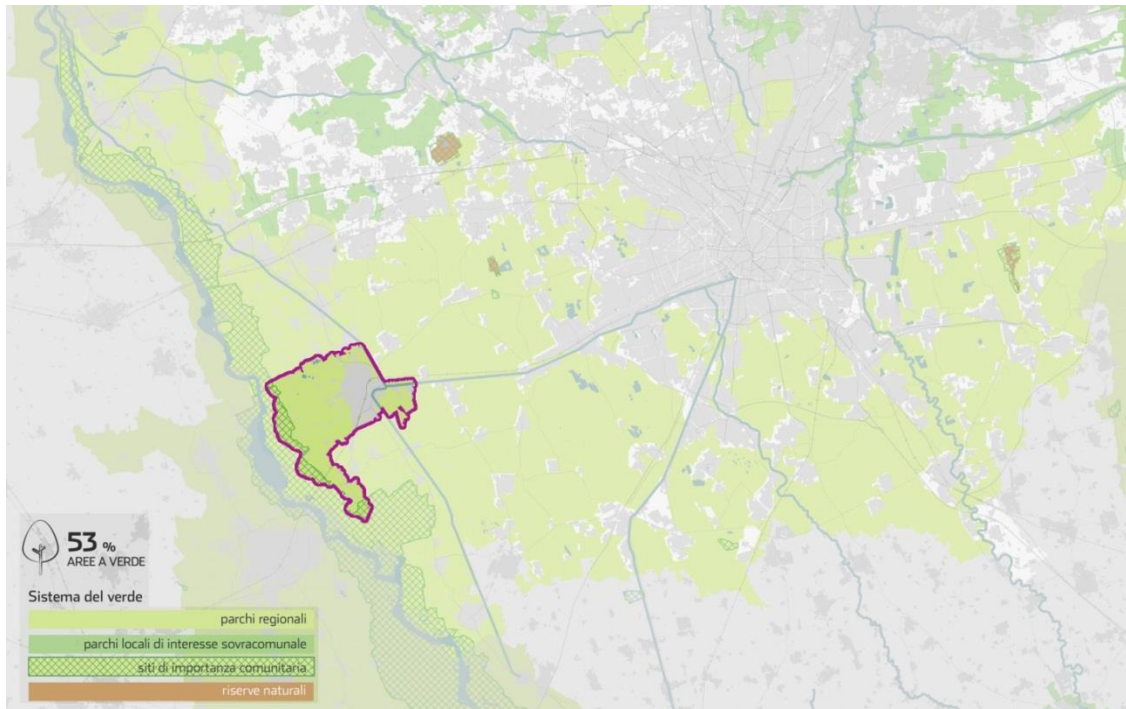 53 %
AREE A VERDE
Sistema del verde
parchi regionali
parchi locali di interesse sovracomunale
siti di importanza comunitaria
riserve naturali